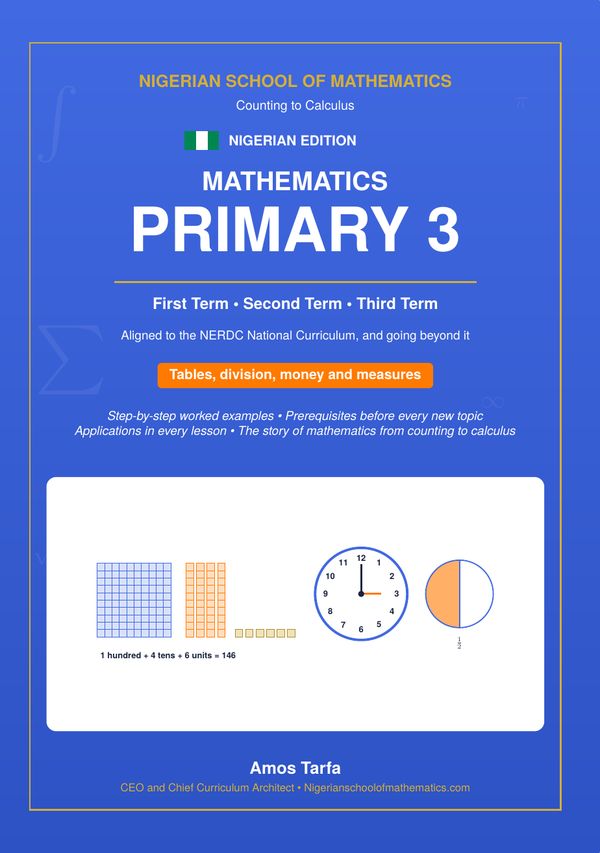 NIGERIAN SCHOOL OF MATHEMATICS
Counting to Calculus
NIGERIAN EDITION
MATHEMATICS
PRIMARY 3
First Term • Second Term • Third Term
Aligned to the NERDC National Curriculum, and going beyond it
Tables, division, money and measures
Step-by-step worked examples • Prerequisites before every new topic
Applications in every lesson • The story of mathematics from counting to calculus
∫
π
∑
∞
12
1
2
3
4
5
6
7
8
9
10
11
1/2
1 hundred + 4 tens + 6 units = 146
Amos Tarfa
CEO and Chief Curriculum Architect • Nigerianschoolofmathematics.com